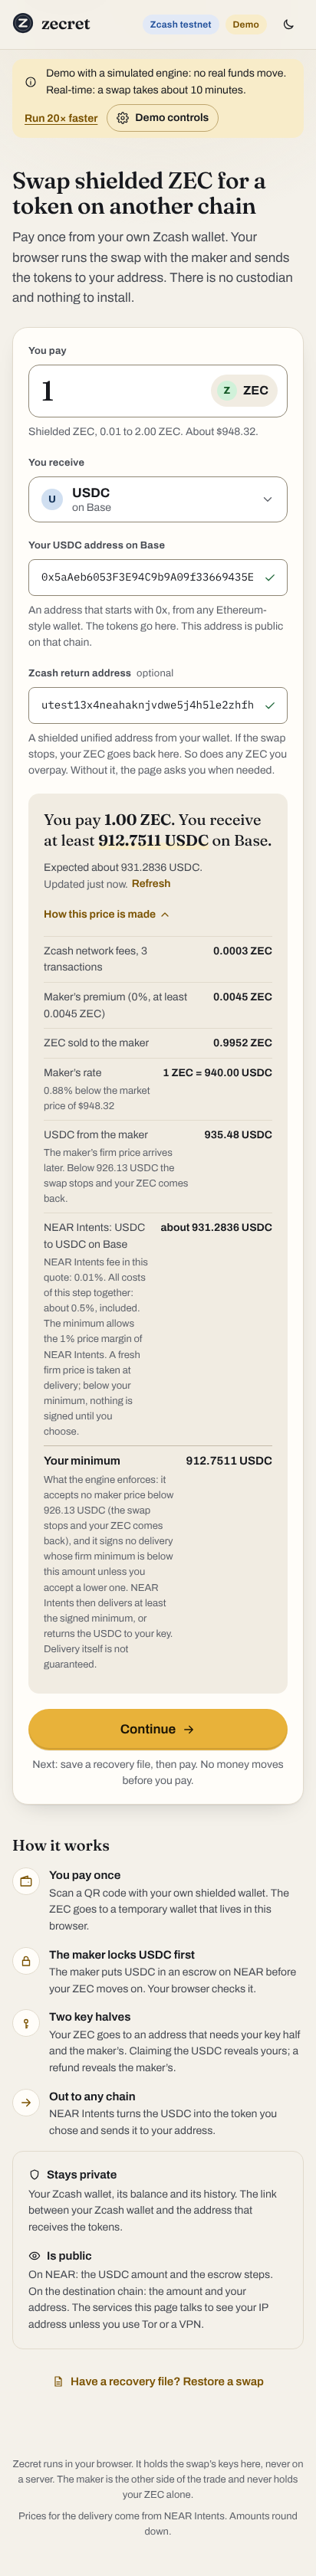 zecret
Zcash testnet
Demo
Demo with a simulated engine: no real funds move.
Real-time: a swap takes about 10 minutes.
Run 20× faster
Demo controls
Swap shielded ZEC for a
token on another chain
Pay once from your own Zcash wallet. Your
browser runs the swap with the maker and sends
the tokens to your address. There is no custodian
and nothing to install.
You pay
1
Z
ZEC
Shielded ZEC, 0.01 to 2.00 ZEC. About $948.32.
You receive
U
USDC
on Base
Your USDC address on Base
0x5aAeb6053F3E94C9b9A09f33669435E
An address that starts with 0x, from any Ethereum-
style wallet. The tokens go here. This address is public
on that chain.
Zcash return address optional
utest13x4neahaknjvdwe5j4h5le2zhfh
A shielded unified address from your wallet. If the swap
stops, your ZEC goes back here. So does any ZEC you
overpay. Without it, the page asks you when needed.
You pay 1.00 ZEC. You receive
at least 912.7511 USDC on Base.
Expected about 931.2836 USDC.
Updated just now. Refresh
How this price is made
Zcash network fees, 3
transactions
0.0003 ZEC
Maker's premium (0%, at least
0.0045 ZEC)
0.0045 ZEC
ZEC sold to the maker
0.9952 ZEC
Maker's rate
1 ZEC = 940.00 USDC
0.88% below the market
price of $948.32
USDC from the maker
935.48 USDC
The maker's firm price arrives
later. Below 926.13 USDC the
swap stops and your ZEC comes
back.
NEAR Intents: USDC
to USDC on Base
about 931.2836 USDC
NEAR Intents fee in this
quote: 0.01%. All costs
of this step together:
about 0.5%, included.
The minimum allows
the 1% price margin of
NEAR Intents. A fresh
firm price is taken at
delivery; below your
minimum, nothing is
signed until you
choose.
Your minimum
912.7511 USDC
What the engine enforces: it
accepts no maker price below
926.13 USDC (the swap
stops and your ZEC comes
back), and it signs no delivery
whose firm minimum is below
this amount unless you
accept a lower one. NEAR
Intents then delivers at least
the signed minimum, or
returns the USDC to your key.
Delivery itself is not
guaranteed.
Continue →
Next: save a recovery file, then pay. No money moves
before you pay.
How it works
You pay once
Scan a QR code with your own shielded wallet. The
ZEC goes to a temporary wallet that lives in this
browser.
The maker locks USDC first
The maker puts USDC in an escrow on NEAR before
your ZEC moves on. Your browser checks it.
Two key halves
Your ZEC goes to an address that needs your key half
and the maker's. Claiming the USDC reveals yours; a
refund reveals the maker's.
Out to any chain
NEAR Intents turns the USDC into the token you
chose and sends it to your address.
Stays private
Your Zcash wallet, its balance and its history. The link
between your Zcash wallet and the address that
receives the tokens.
Is public
On NEAR: the USDC amount and the escrow steps.
On the destination chain: the amount and your
address. The services this page talks to see your IP
address unless you use Tor or a VPN.
Have a recovery file? Restore a swap
Zecret runs in your browser. It holds the swap's keys here, never on
a server. The maker is the other side of the trade and never holds
your ZEC alone.
Prices for the delivery come from NEAR Intents. Amounts round
down.